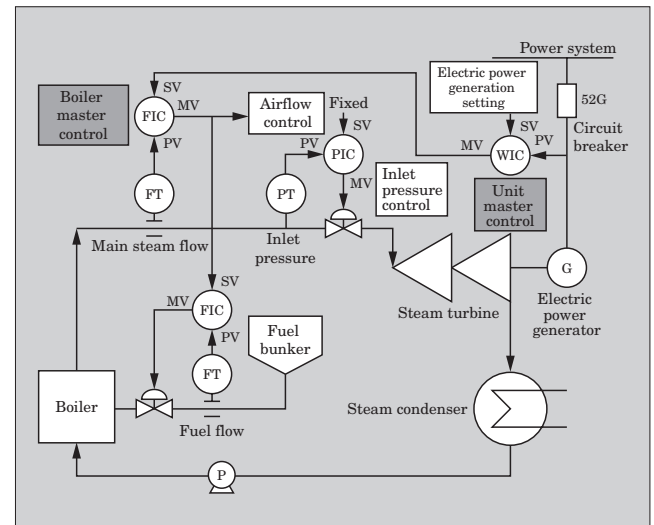 Power system
Boiler
master
control
SV
MV
FIC
PV
FT
Airflow
control
Fixed
SV
PV
PIC
MV
PT
Inlet
pressure
control
Electric power
generation
setting
SV
MV
PV
WIC
52G
Circuit
breaker
Unit
master
control
Main steam flow
Inlet
pressure
G
Electric
power
generator
Steam turbine
SV
MV
FIC
PV
FT
Fuel
bunker
Boiler
Fuel flow
Steam condenser
P